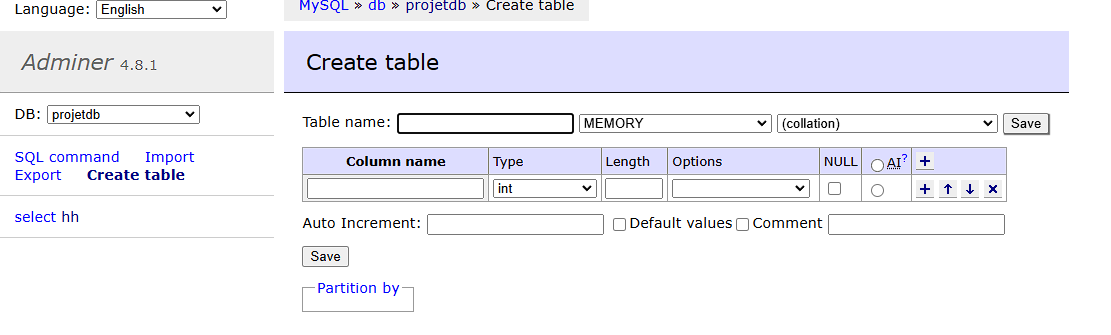 Language: English
MySQL » db » projetdb » Create table
Adminer 4.8.1
Create table
DB: projetdb
SQL command Import
Export Create table
select hh
Table name: MEMORY (collation) Save
Column name Type Length Options NULL AI? +
int + ↑ ↓ ×
Auto Increment: Default values Comment
Save
Partition by